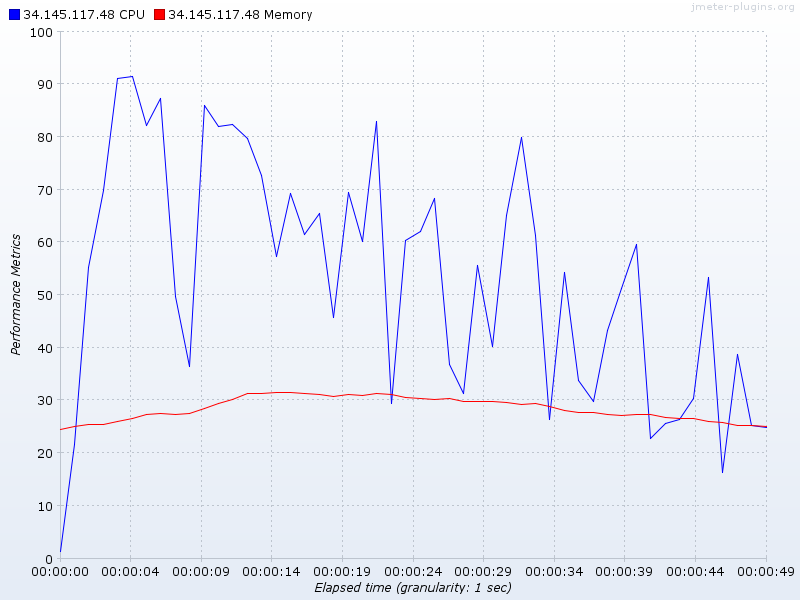 34.145.117.48 CPU 34.145.117.48 Memory
jmeter-plugins.org
100
90
80
70
60
50
40
30
20
10
0
Performance Metrics
00:00:00 00:00:04 00:00:09 00:00:14 00:00:19 00:00:24 00:00:29 00:00:34 00:00:39 00:00:44 00:00:49
Elapsed time (granularity: 1 sec)